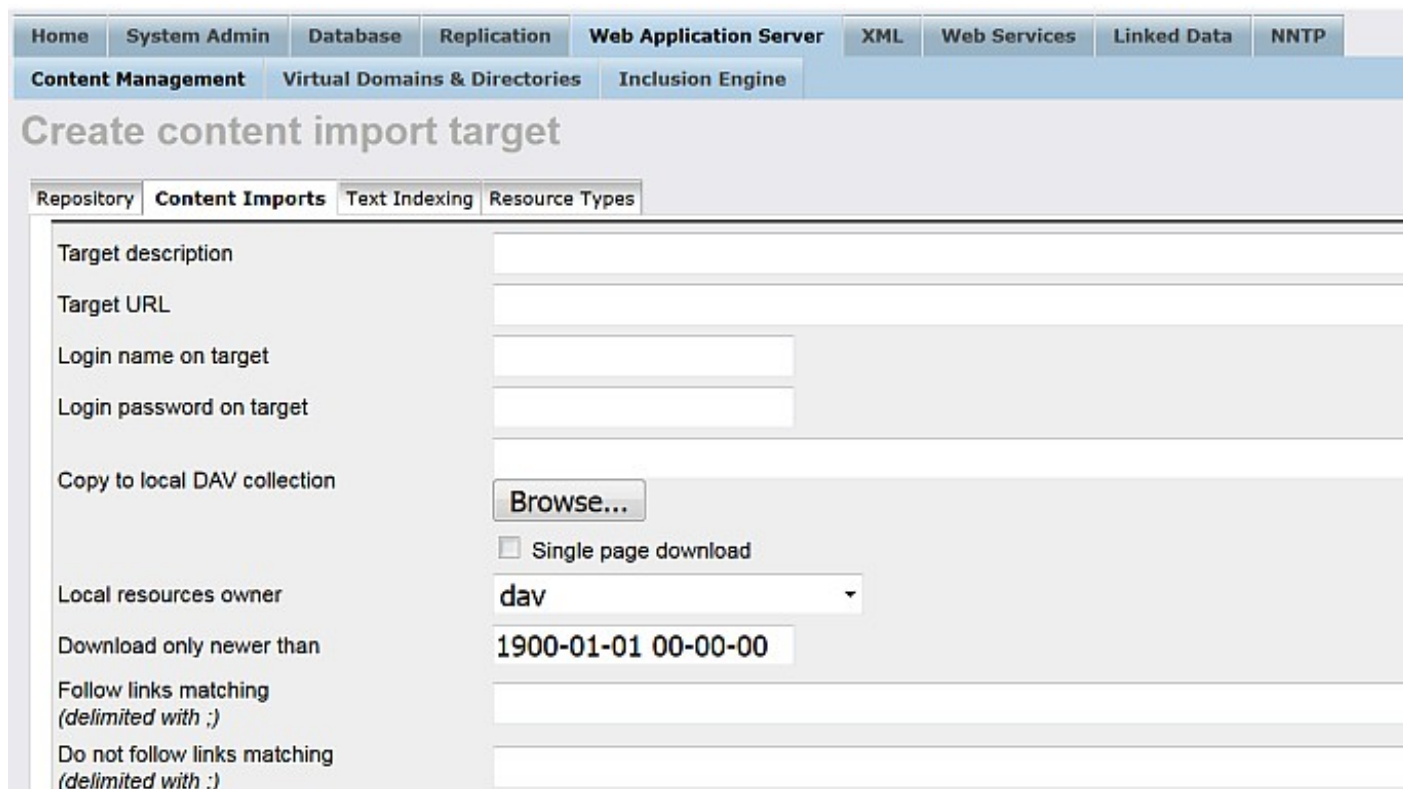 Home System Admin Database Replication Web Application Server XML Web Services Linked Data NNTP
Content Management Virtual Domains & Directories Inclusion Engine
Create content import target
Repository Content Imports Text Indexing Resource Types
Target description
Target URL
Login name on target
Login password on target
Copy to local DAV collection
Browse...
Single page download
Local resources owner dav
Download only newer than 1900-01-01 00-00-00
Follow links matching
(delimited with ;)
Do not follow links matching
(delimited with ;)